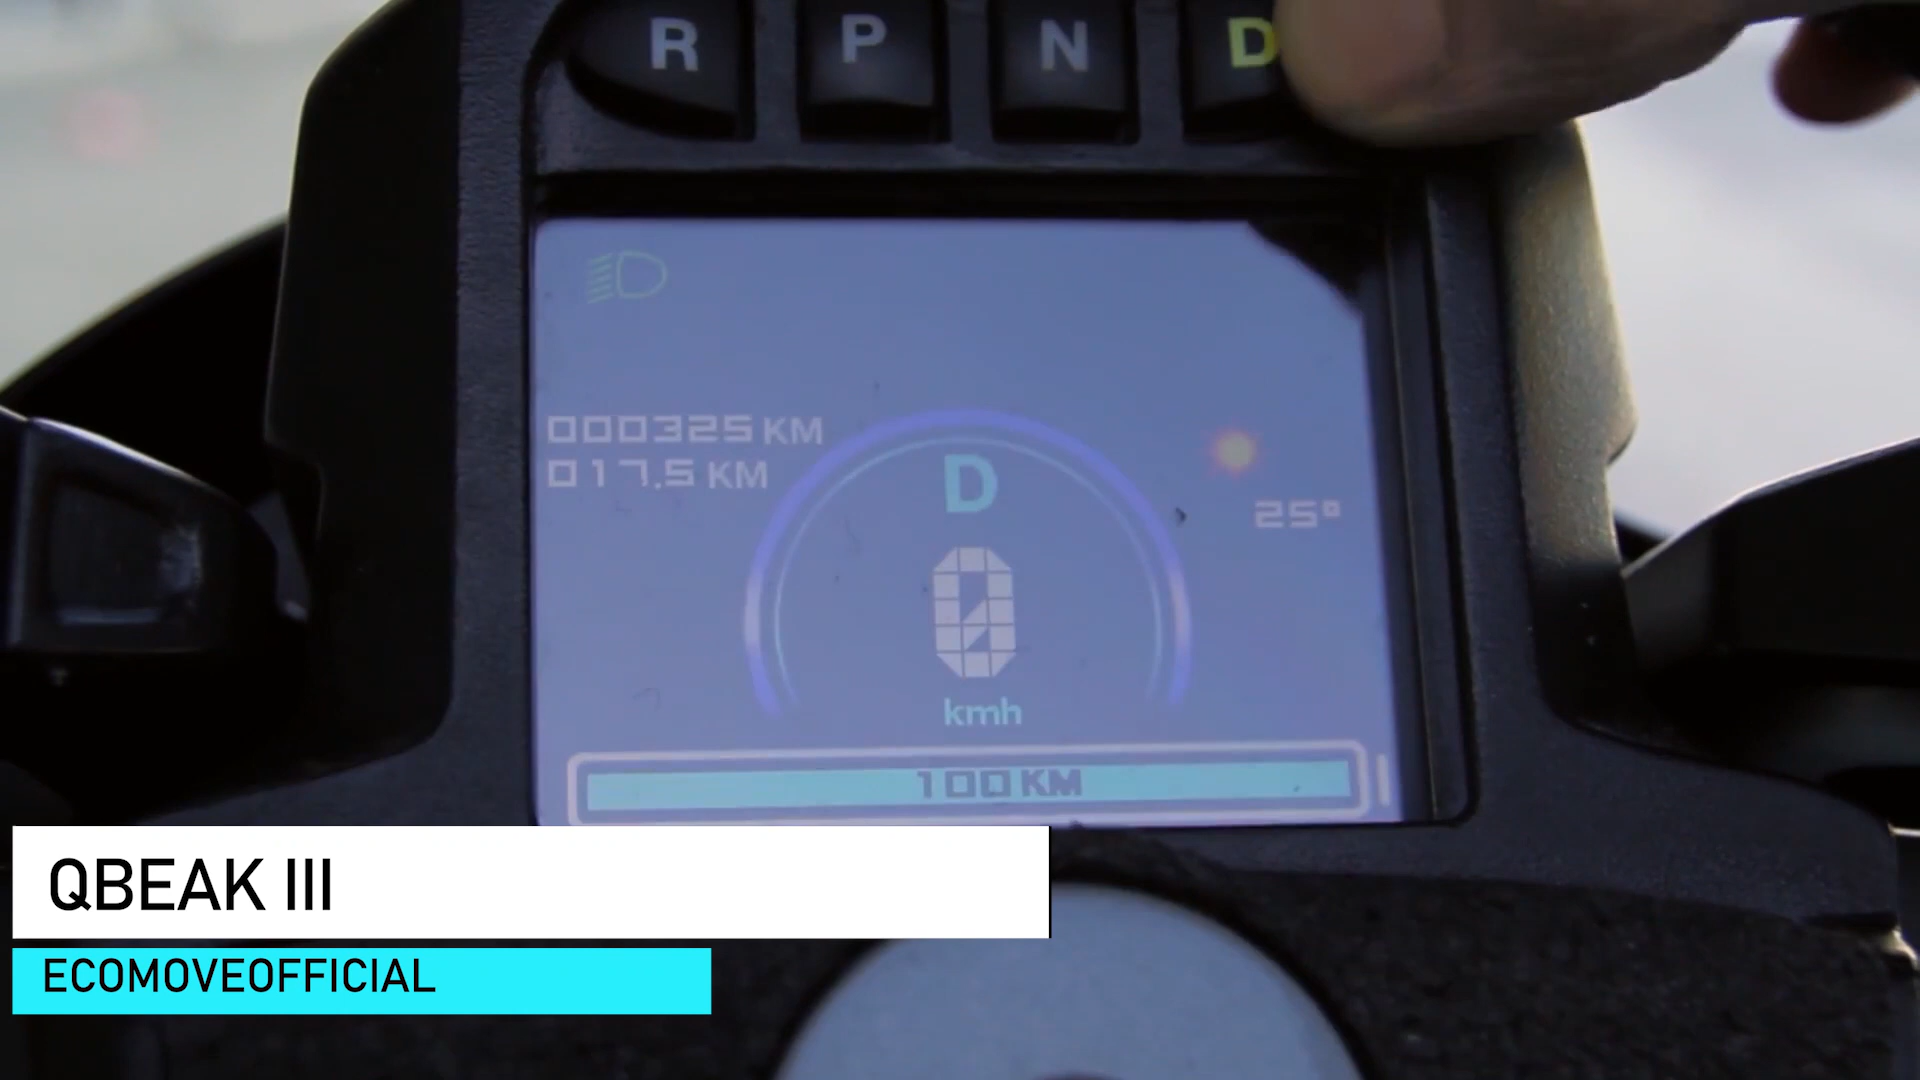 R P N D
000325 KM
017.5 KM
D
25°
0
kmh
100 KM
QBEAK III
ECOMOVEOFFICIAL